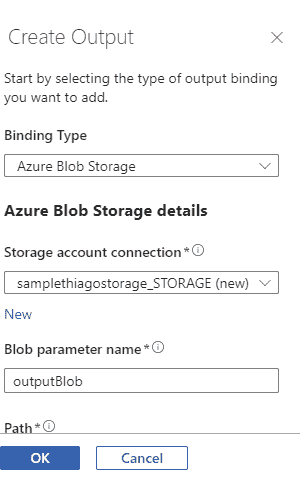 Create Output
Start by selecting the type of output binding
you want to add.
Binding Type
Azure Blob Storage
Azure Blob Storage details
Storage account connection*
samplethiagostorage_STORAGE (new)
New
Blob parameter name*
outputBlob
Path*
OK Cancel